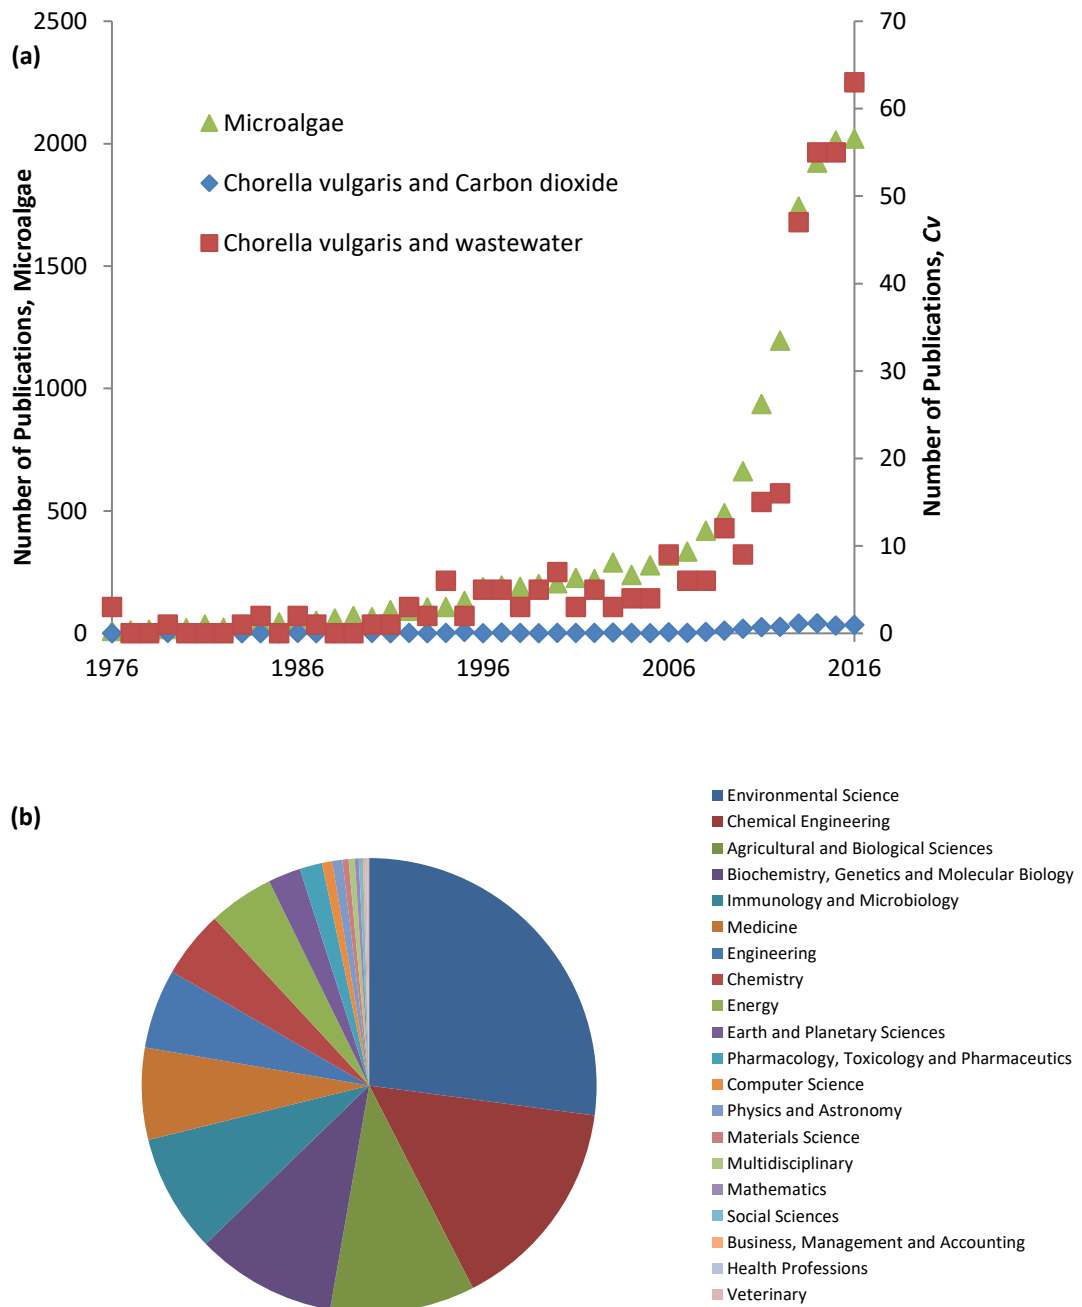 (a)
2500
2000
1500
1000
500
0
Number of Publications, Microalgae
Microalgae
Chorella vulgaris and Carbon dioxide
Chorella vulgaris and wastewater
70
60
50
40
30
20
10
0
Number of Publications, Cv
1976 1986 1996 2006 2016
(b)
Environmental Science
Chemical Engineering
Agricultural and Biological Sciences
Biochemistry, Genetics and Molecular Biology
Immunology and Microbiology
Medicine
Engineering
Chemistry
Energy
Earth and Planetary Sciences
Pharmacology, Toxicology and Pharmaceutics
Computer Science
Physics and Astronomy
Materials Science
Multidisciplinary
Mathematics
Social Sciences
Business, Management and Accounting
Health Professions
Veterinary